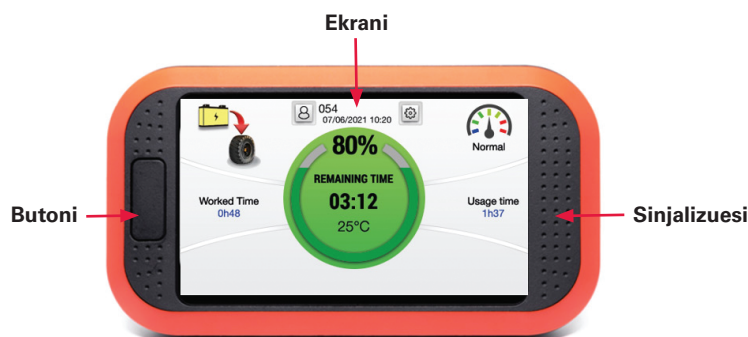 Ekrani
054
07/06/2021 10:20
80%
Normal
REMAINING TIME
Worked Time
0h48
03:12
Usage time
1h37
25°C
Butoni
Sinjalizuesi